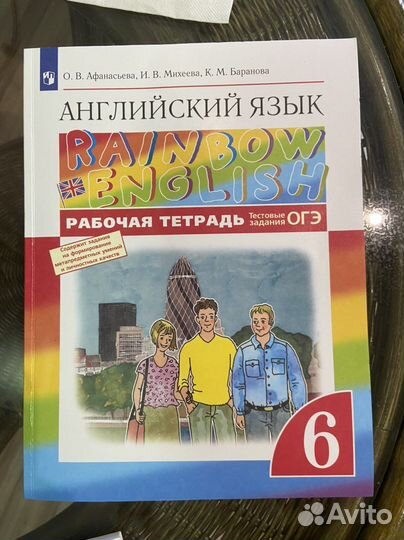 О. В. Афанасьева, И. В. Михеева, К. М. Баранова
АНГЛИЙСКИЙ ЯЗЫК
RAINBOW
ENGLISH
РАБОЧАЯ ТЕТРАДЬ
Тестовые
задания ОГЭ
Содержит задания
на формирование
метапредметных умений
и личностных качеств
6
Avito